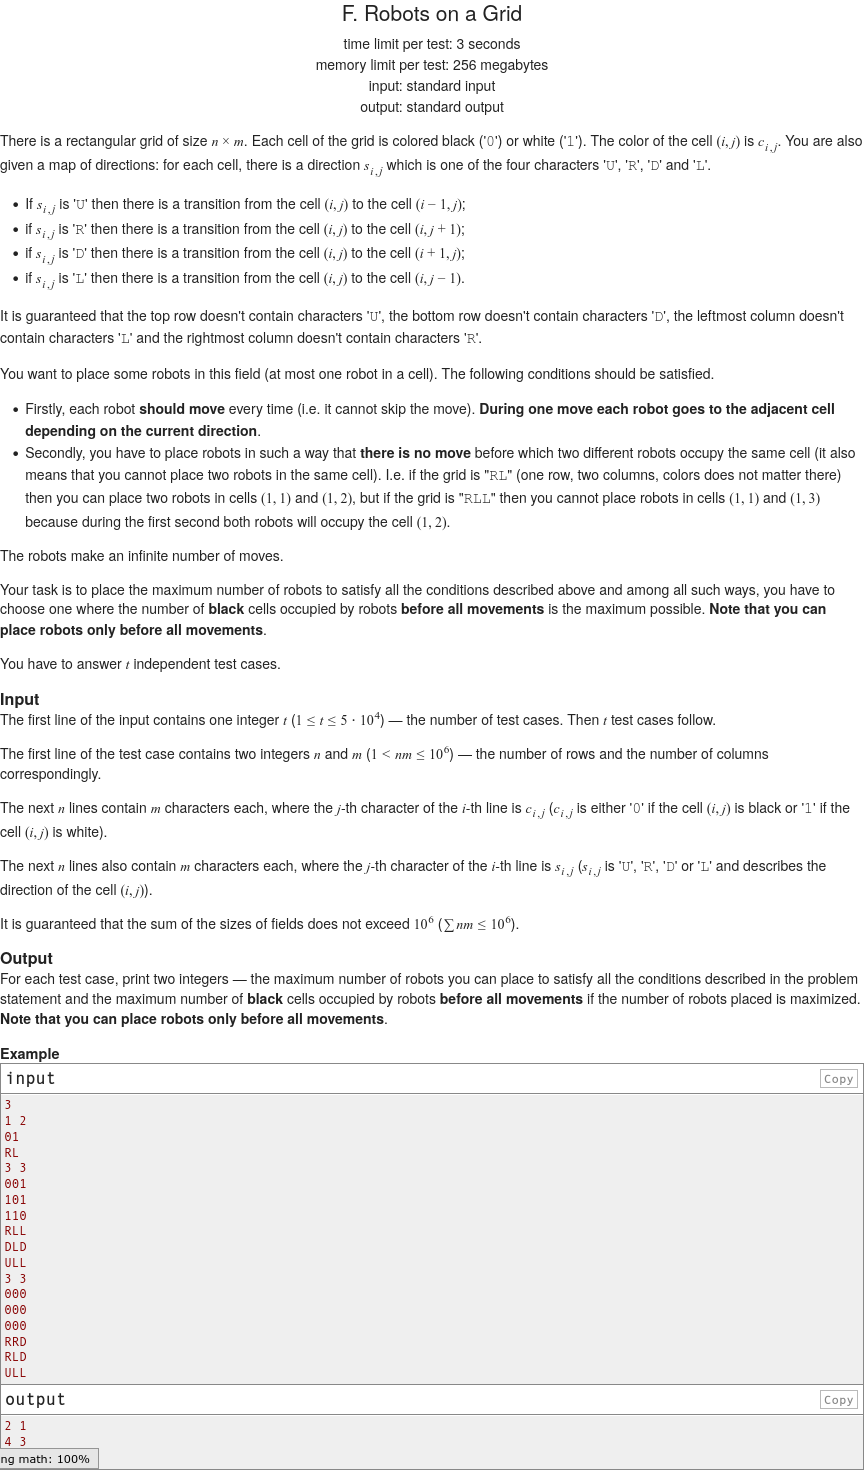 F. Robots on a Grid
time limit per test: 3 seconds
memory limit per test: 256 megabytes
input: standard input
output: standard output
There is a rectangular grid of size n × m. Each cell of the grid is colored black ('0') or white ('1'). The color of the cell (i, j) is c_{i,j}. You are also
given a map of directions: for each cell, there is a direction s_{i,j} which is one of the four characters 'U', 'R', 'D' and 'L'.
• If s_{i,j} is 'U' then there is a transition from the cell (i, j) to the cell (i − 1, j);
• if s_{i,j} is 'R' then there is a transition from the cell (i, j) to the cell (i, j + 1);
• if s_{i,j} is 'D' then there is a transition from the cell (i, j) to the cell (i + 1, j);
• if s_{i,j} is 'L' then there is a transition from the cell (i, j) to the cell (i, j − 1).
It is guaranteed that the top row doesn't contain characters 'U', the bottom row doesn't contain characters 'D', the leftmost column doesn't
contain characters 'L' and the rightmost column doesn't contain characters 'R'.
You want to place some robots in this field (at most one robot in a cell). The following conditions should be satisfied.
• Firstly, each robot should move every time (i.e. it cannot skip the move). During one move each robot goes to the adjacent cell
depending on the current direction.
• Secondly, you have to place robots in such a way that there is no move before which two different robots occupy the same cell (it also
means that you cannot place two robots in the same cell). I.e. if the grid is "RL" (one row, two columns, colors does not matter there)
then you can place two robots in cells (1, 1) and (1, 2), but if the grid is "RLL" then you cannot place robots in cells (1, 1) and (1, 3)
because during the first second both robots will occupy the cell (1, 2).
The robots make an infinite number of moves.
Your task is to place the maximum number of robots to satisfy all the conditions described above and among all such ways, you have to
choose one where the number of black cells occupied by robots before all movements is the maximum possible. Note that you can
place robots only before all movements.
You have to answer t independent test cases.
Input
The first line of the input contains one integer t (1 ≤ t ≤ 5 · 10^4) — the number of test cases. Then t test cases follow.
The first line of the test case contains two integers n and m (1 < nm ≤ 10^6) — the number of rows and the number of columns
correspondingly.
The next n lines contain m characters each, where the j-th character of the i-th line is c_{i,j} (c_{i,j} is either '0' if the cell (i, j) is black or '1' if the
cell (i, j) is white).
The next n lines also contain m characters each, where the j-th character of the i-th line is s_{i,j} (s_{i,j} is 'U', 'R', 'D' or 'L' and describes the
direction of the cell (i, j)).
It is guaranteed that the sum of the sizes of fields does not exceed 10^6 (∑ nm ≤ 10^6).
Output
For each test case, print two integers — the maximum number of robots you can place to satisfy all the conditions described in the problem
statement and the maximum number of black cells occupied by robots before all movements if the number of robots placed is maximized.
Note that you can place robots only before all movements.
Example
input
Copy
3
1 2
01
RL
3 3
001
101
110
RLL
DLD
ULL
3 3
000
000
000
RRD
RLD
ULL
output
Copy
2 1
4 3
ng math: 100%